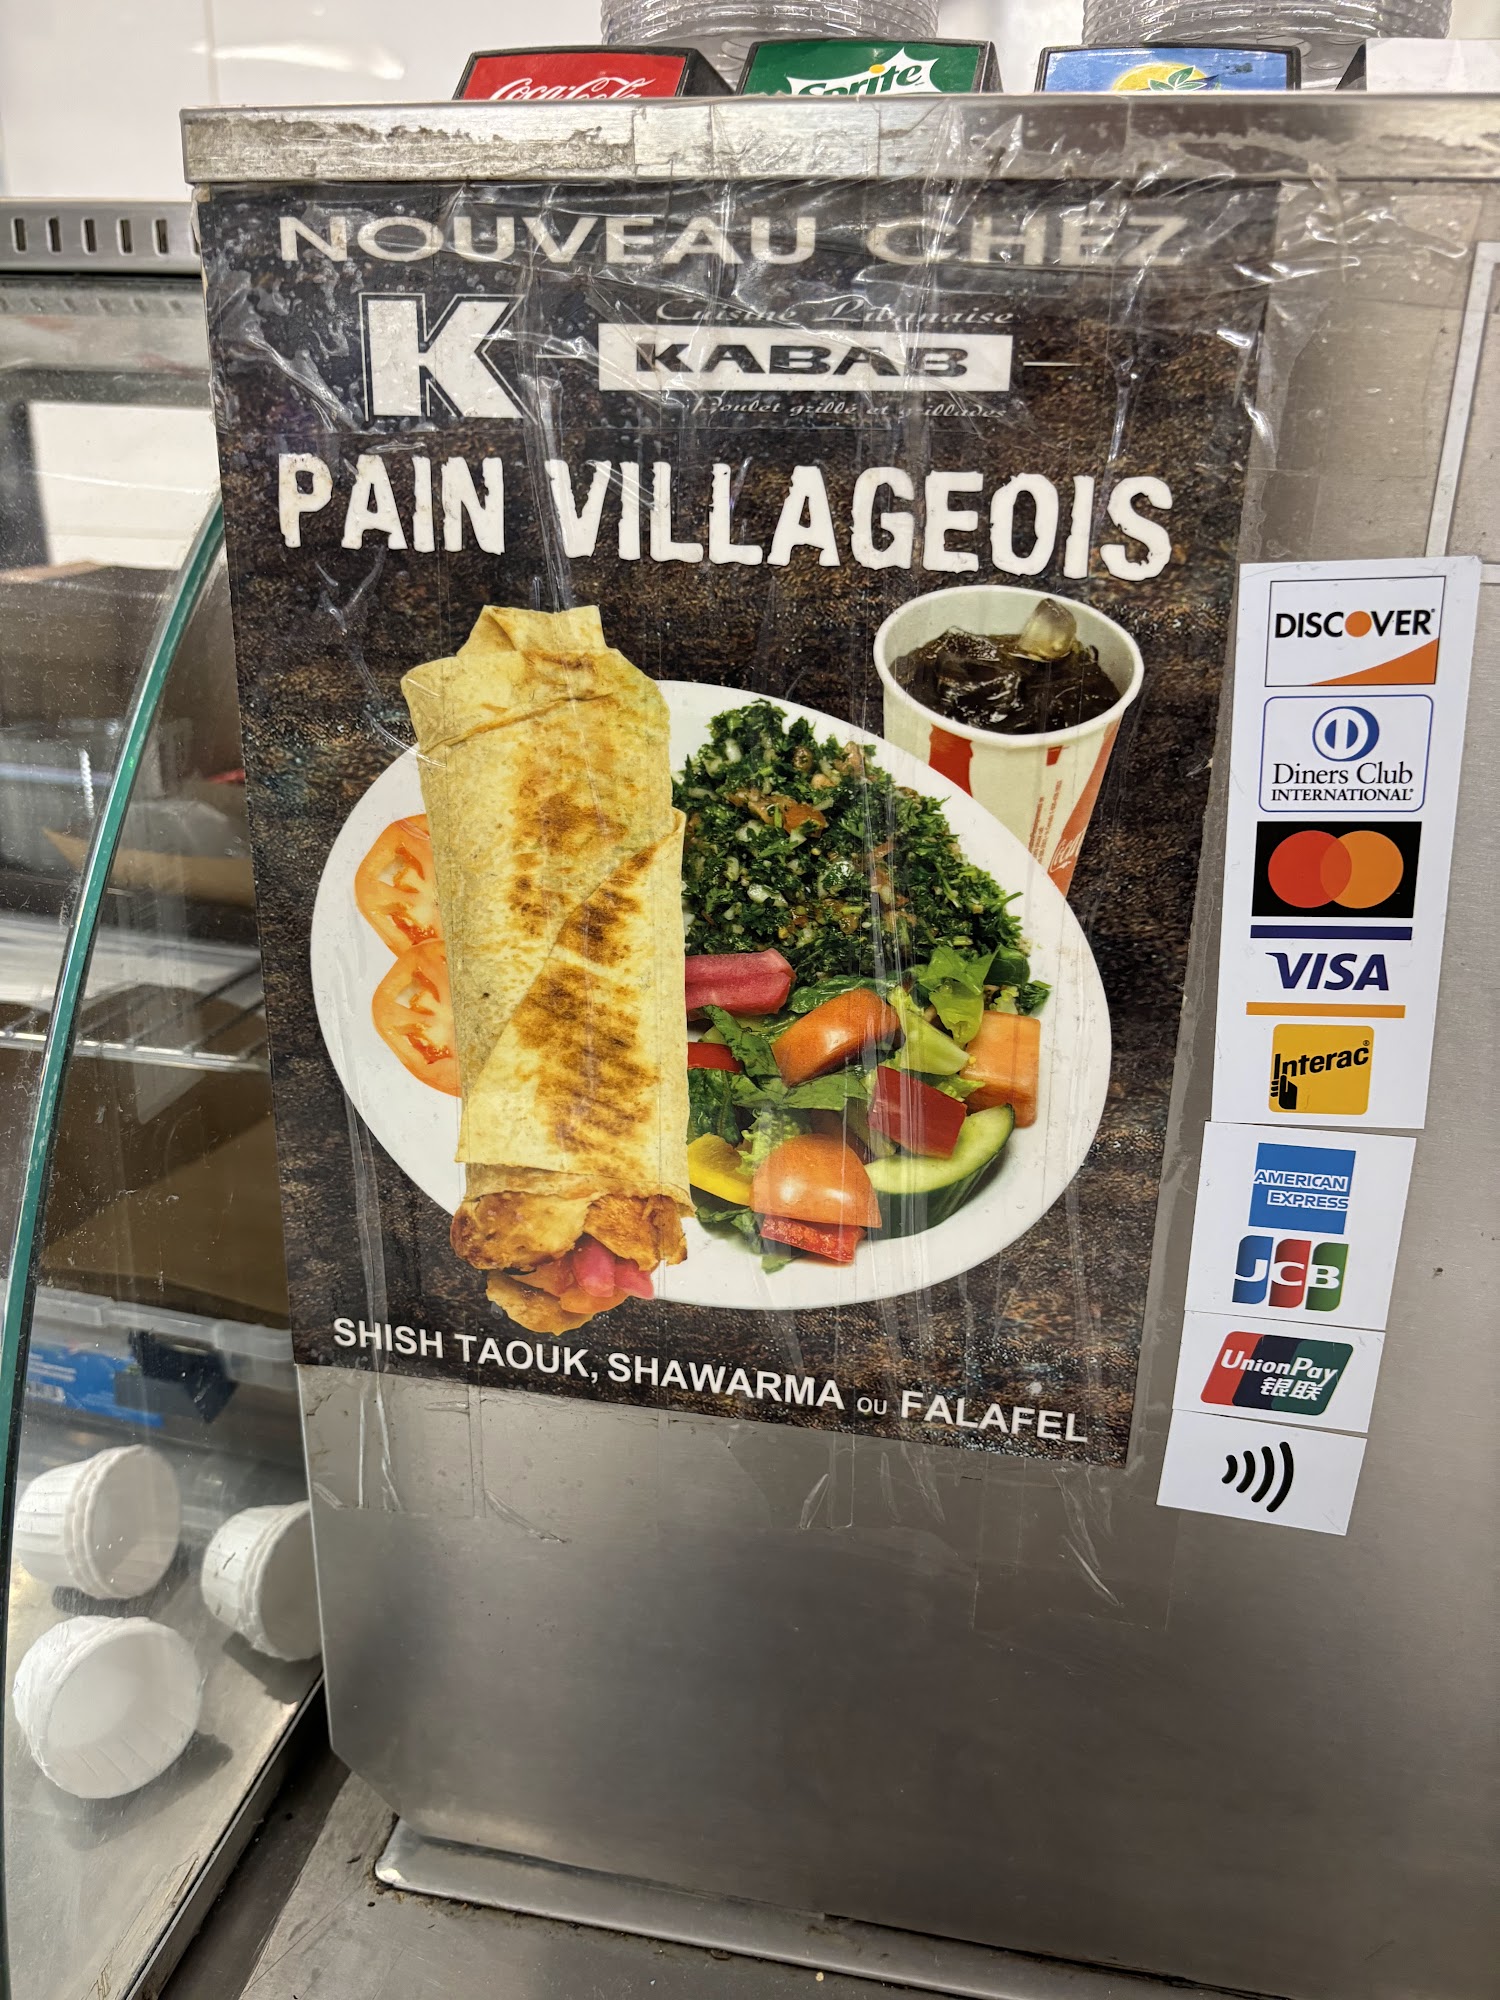 Coca-Cola
Sprite
NOUVEAU CHEZ
K
Cuisine Libanaise
KABAB
Poulet grillé et grillades
PAIN VILLAGEOIS
SHISH TAOUK, SHAWARMA OU FALAFEL
DISCOVER
Diners Club
INTERNATIONAL
VISA
Interac
AMERICAN
EXPRESS
JCB
UnionPay
银联